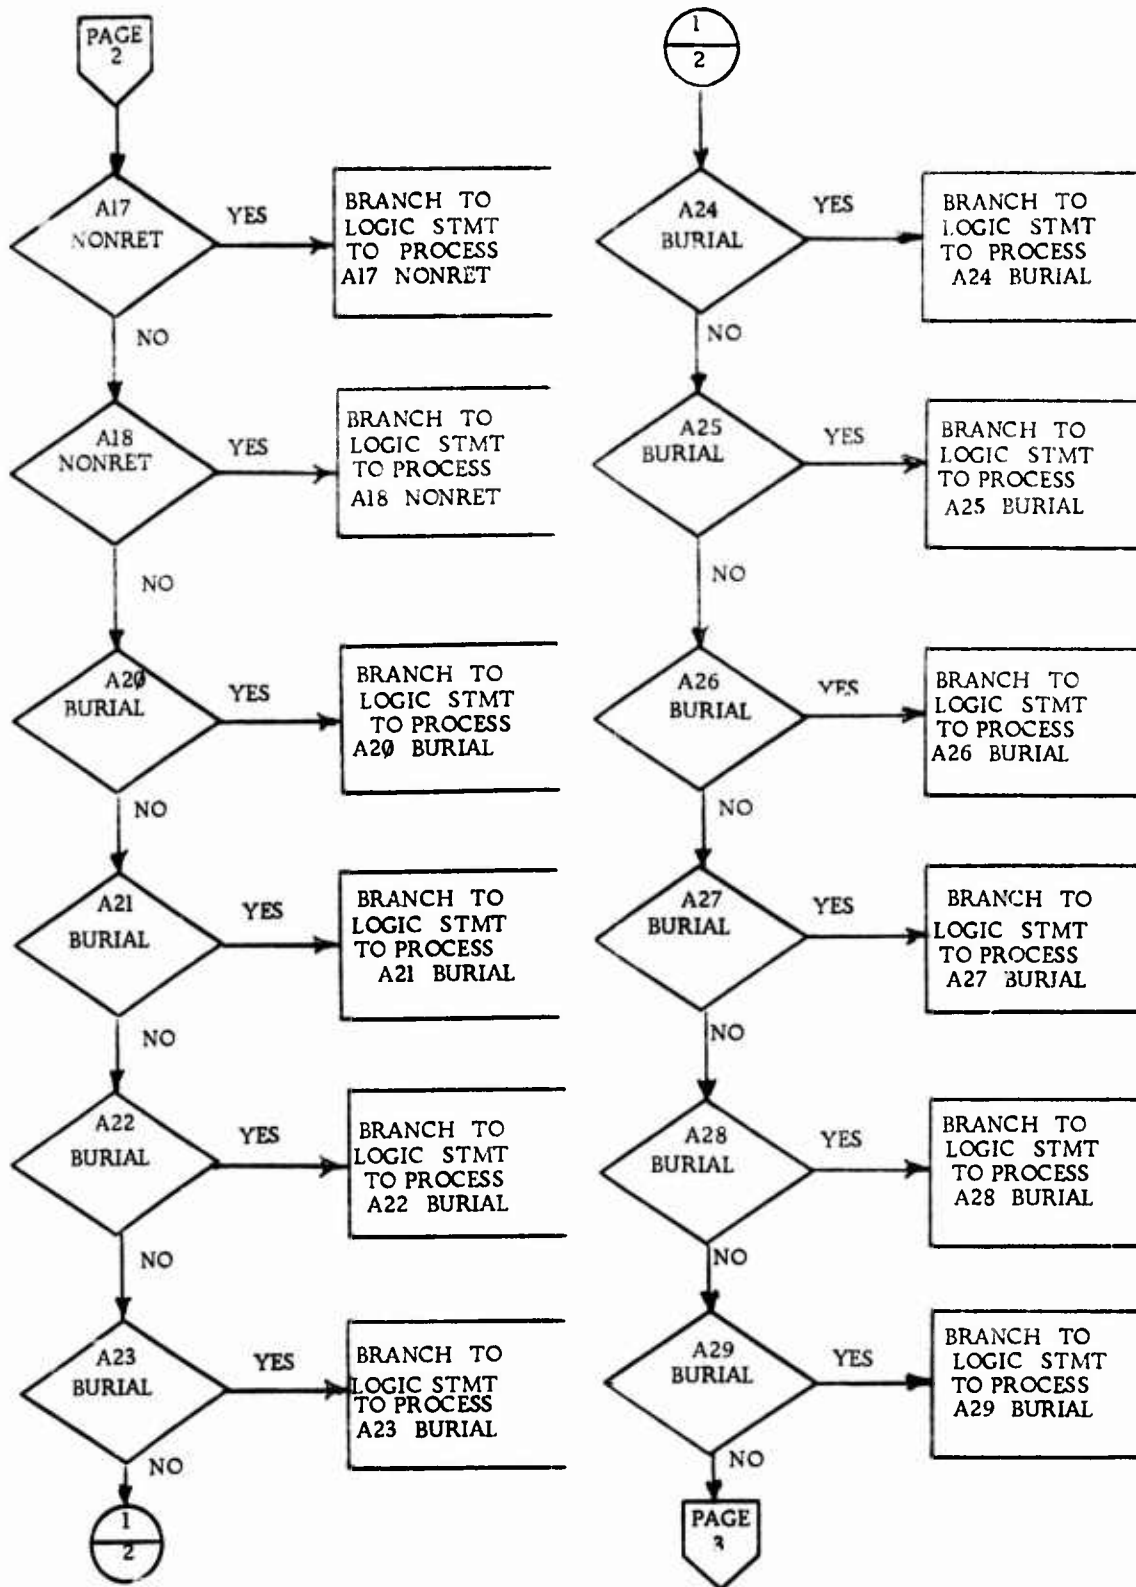 PAGE
2
A17
NONRET
YES
BRANCH TO
LOGIC STMT
TO PROCESS
A17 NONRET
NO
A18
NONRET
YES
BRANCH TO
LOGIC STMT
TO PROCESS
A18 NONRET
NO
A2Ø
BURIAL
YES
BRANCH TO
LOGIC STMT
TO PROCESS
A2Ø BURIAL
NO
A21
BURIAL
YES
BRANCH TO
LOGIC STMT
TO PROCESS
A21 BURIAL
NO
A22
BURIAL
YES
BRANCH TO
LOGIC STMT
TO PROCESS
A22 BURIAL
NO
A23
BURIAL
YES
BRANCH TO
LOGIC STMT
TO PROCESS
A23 BURIAL
NO
1
2
1
2
A24
BURIAL
YES
BRANCH TO
LOGIC STMT
TO PROCESS
A24 BURIAL
NO
A25
BURIAL
YES
BRANCH TO
LOGIC STMT
TO PROCESS
A25 BURIAL
NO
A26
BURIAL
YES
BRANCH TO
LOGIC STMT
TO PROCESS
A26 BURIAL
NO
A27
BURIAL
YES
BRANCH TO
LOGIC STMT
TO PROCESS
A27 BURIAL
NO
A28
BURIAL
YES
BRANCH TO
LOGIC STMT
TO PROCESS
A28 BURIAL
NO
A29
BURIAL
YES
BRANCH TO
LOGIC STMT
TO PROCESS
A29 BURIAL
NO
PAGE
3